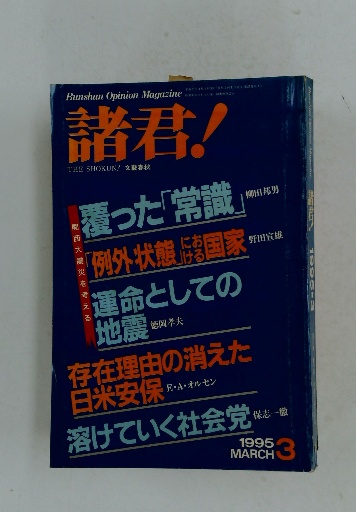 Bunshun Opinion Magazine
諸君!
THE SHOKUN! 文藝春秋
関西大震災を考える
覆った「常識」 柳田邦男
「例外状態」における国家 野田宣雄
運命としての
地震 徳岡孝夫
存在理由の消えた
日米安保 E・A・オルセン
溶けていく社会党 保志一徹
1995
MARCH 3
諸君!